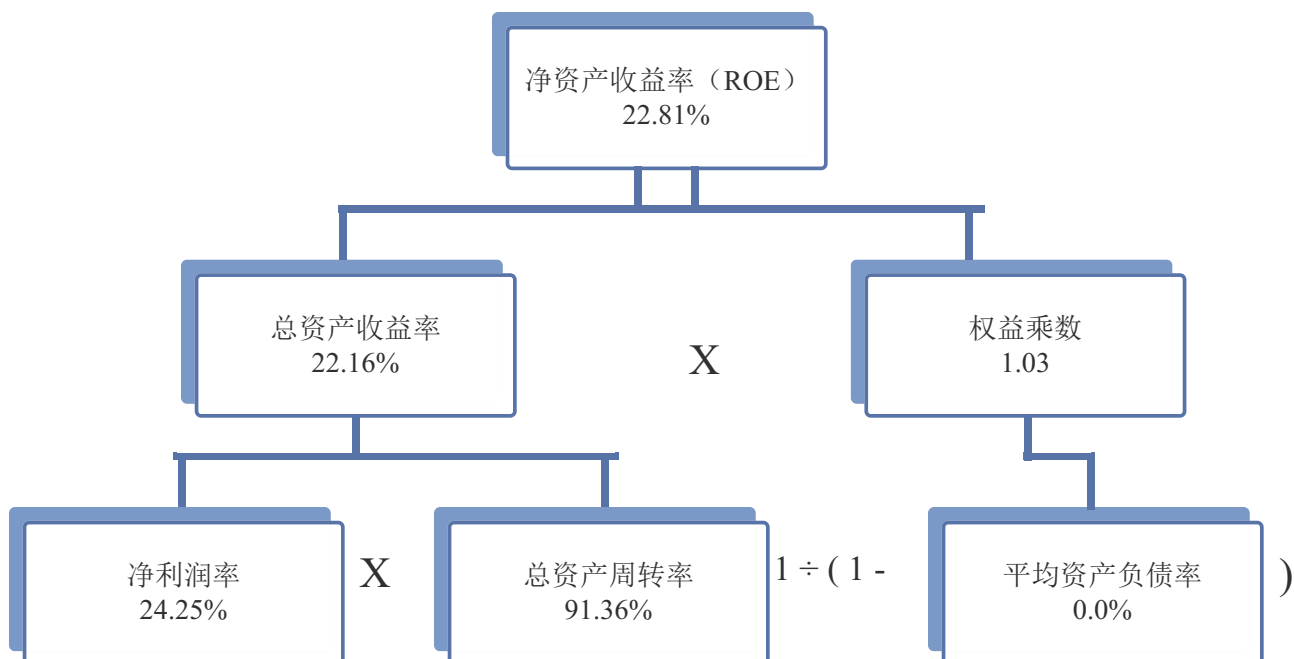 净资产收益率（ROE）
22.81%
总资产收益率
22.16%
X
权益乘数
1.03
净利润率
24.25%
X
总资产周转率
91.36%
1 ÷ ( 1 -
平均资产负债率
0.0%
)